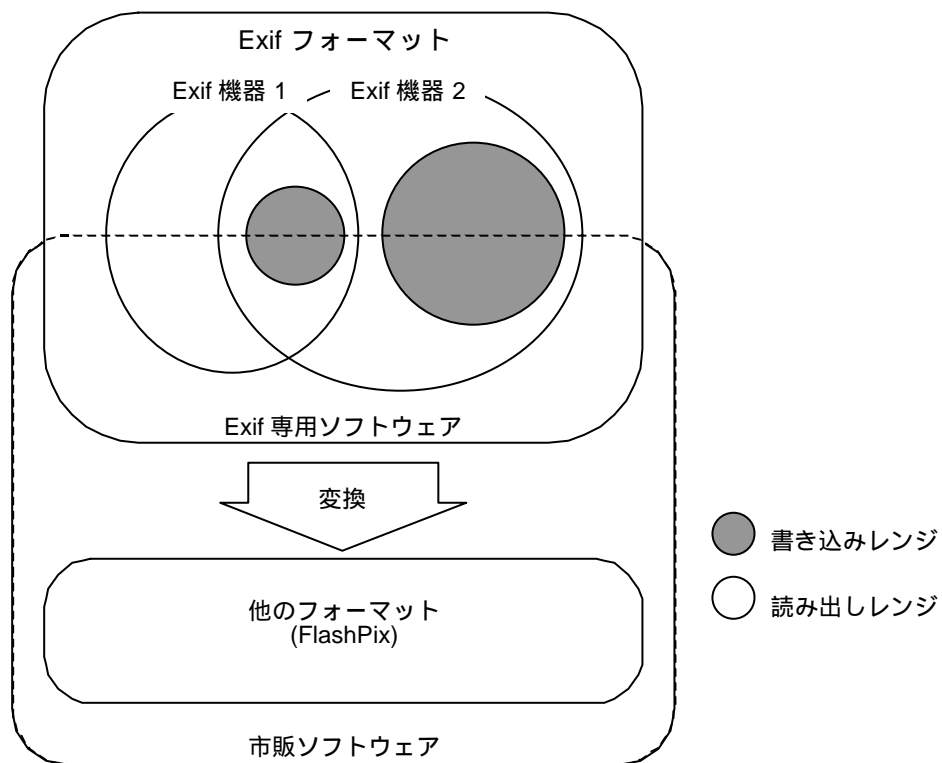 Exif フォーマット
Exif 機器 1
Exif 機器 2
Exif 専用ソフトウェア
変換
書き込みレンジ
読み出しレンジ
他のフォーマット
(FlashPix)
市販ソフトウェア